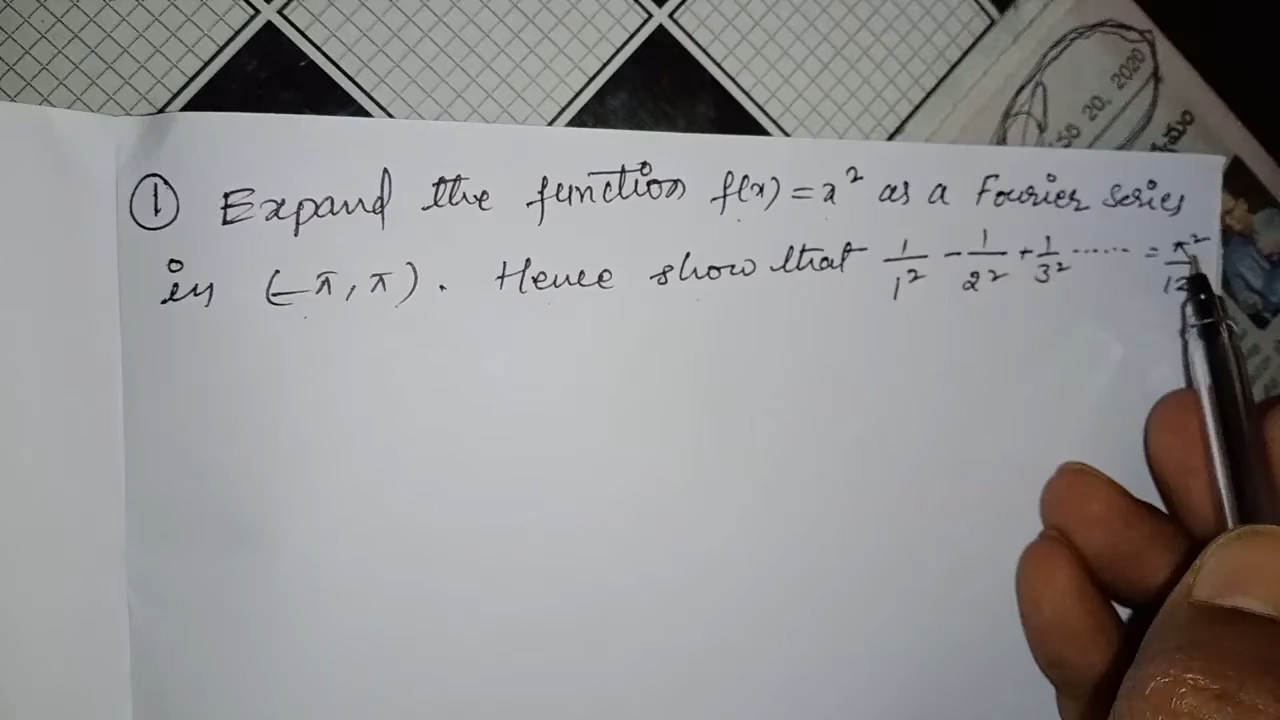 ① Expand the function f(x) = x² as a Fourier Series
in (-π, π). Hence show that 1/1² - 1/2² + 1/3² ...... = π²/12
20, 2020